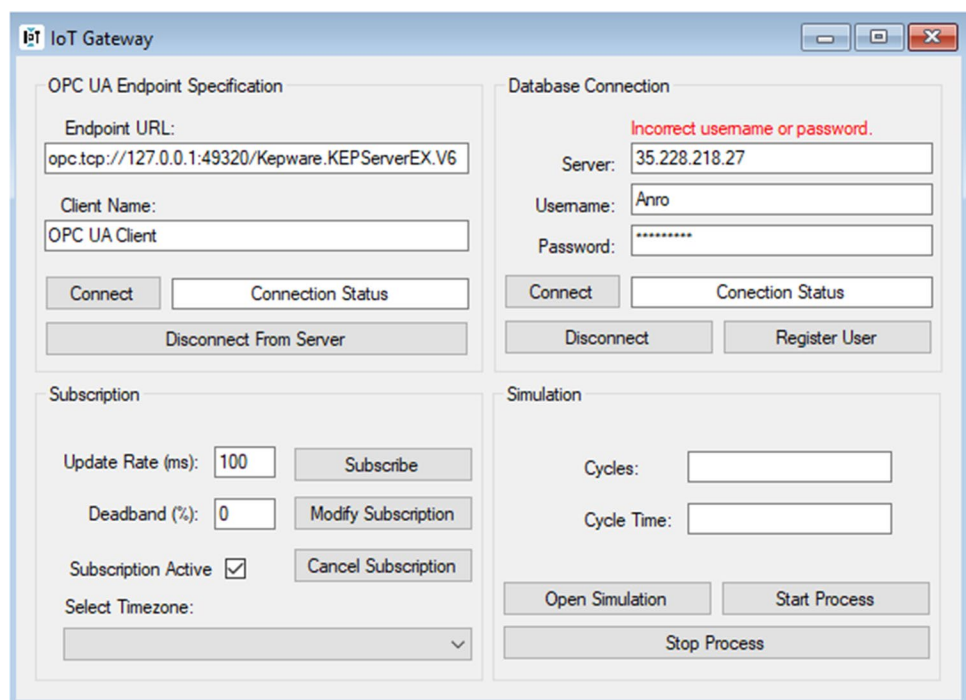 IoT Gateway
OPC UA Endpoint Specification
Endpoint URL:
opc.tcp://127.0.0.1:49320/Kepware.KEPServerEX.V6
Client Name:
OPC UA Client
Connect
Connection Status
Disconnect From Server
Database Connection
Incorrect username or password.
Server:
35.228.218.27
Username:
Anro
Password:
*********
Connect
Conection Status
Disconnect
Register User
Subscription
Update Rate (ms):
100
Subscribe
Deadband (%):
0
Modify Subscription
Subscription Active
Cancel Subscription
Select Timezone:
Simulation
Cycles:
Cycle Time:
Open Simulation
Start Process
Stop Process